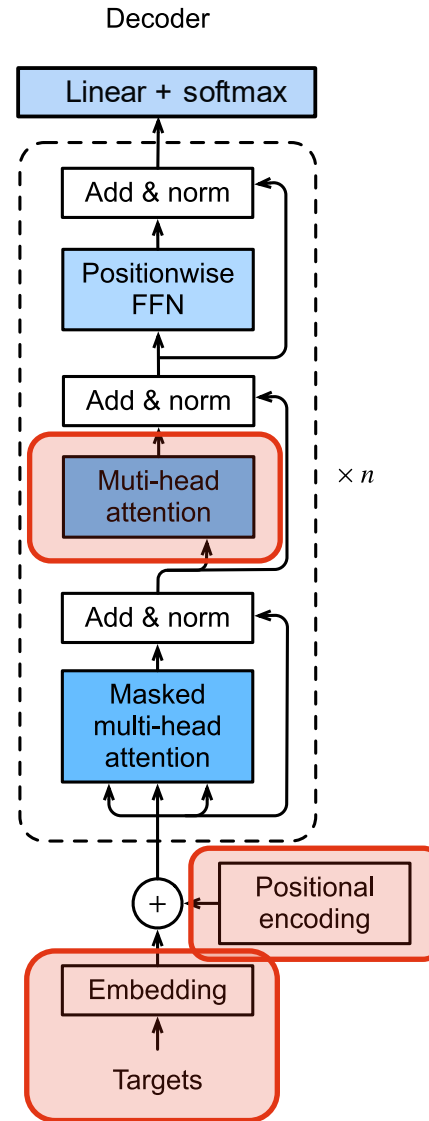 Decoder
Linear + softmax
Add & norm
Positionwise
FFN
Add & norm
Muti-head
attention
× n
Add & norm
Masked
multi-head
attention
+
Positional
encoding
Embedding
Targets